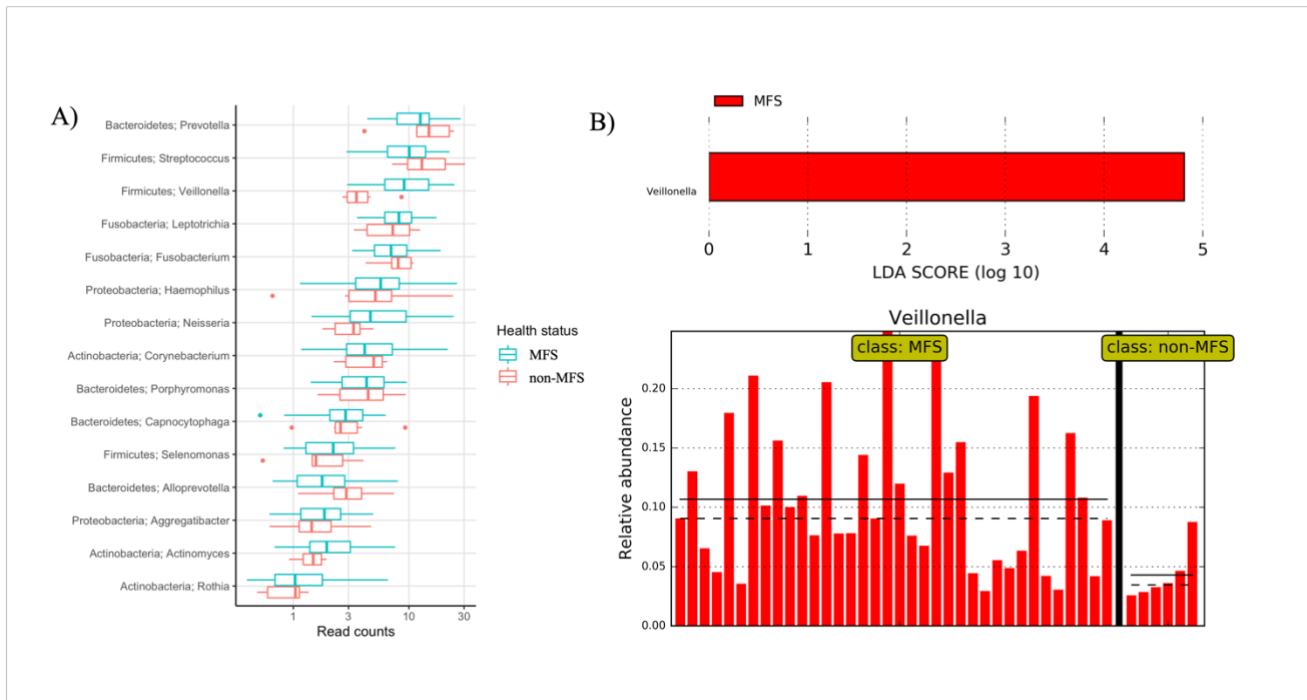 A)
Bacteroidetes; Prevotella
Firmicutes; Streptococcus
Firmicutes; Veillonella
Fusobacteria; Leptotrichia
Fusobacteria; Fusobacterium
Proteobacteria; Haemophilus
Proteobacteria; Neisseria
Actinobacteria; Corynebacterium
Bacteroidetes; Porphyromonas
Bacteroidetes; Capnocytophaga
Firmicutes; Selenomonas
Bacteroidetes; Alloprevotella
Proteobacteria; Aggregatibacter
Actinobacteria; Actinomyces
Actinobacteria; Rothia
1 3 10 30
Read counts
Health status
MFS
non-MFS
B)
MFS
Veillonella
0 1 2 3 4 5
LDA SCORE (log 10)
Veillonella
class: MFS
class: non-MFS
Relative abundance
0.20
0.15
0.10
0.05
0.00